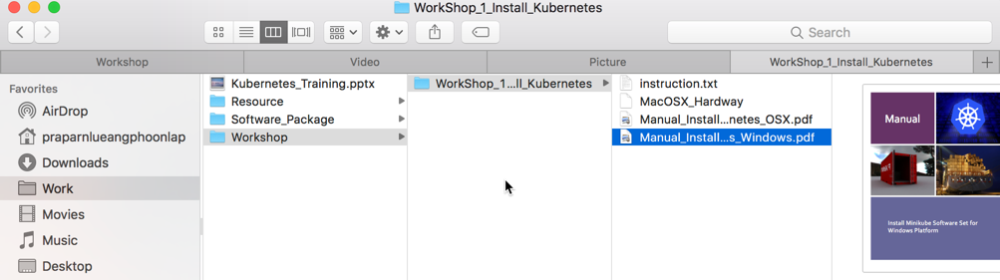 WorkShop_1_Install_Kubernetes
Search
Workshop
Video
Picture
WorkShop_1_Install_Kubernetes
Favorites
AirDrop
praparnlueangphoonlap
Downloads
Work
Movies
Music
Desktop
Kubernetes_Training.pptx
Resource
Software_Package
Workshop
WorkShop_1...ll_Kubernetes
instruction.txt
MacOSX_Hardway
Manual_Install...netes_OSX.pdf
Manual_Install...s_Windows.pdf
Manual
Install Minikube Software Set for
Windows Platform